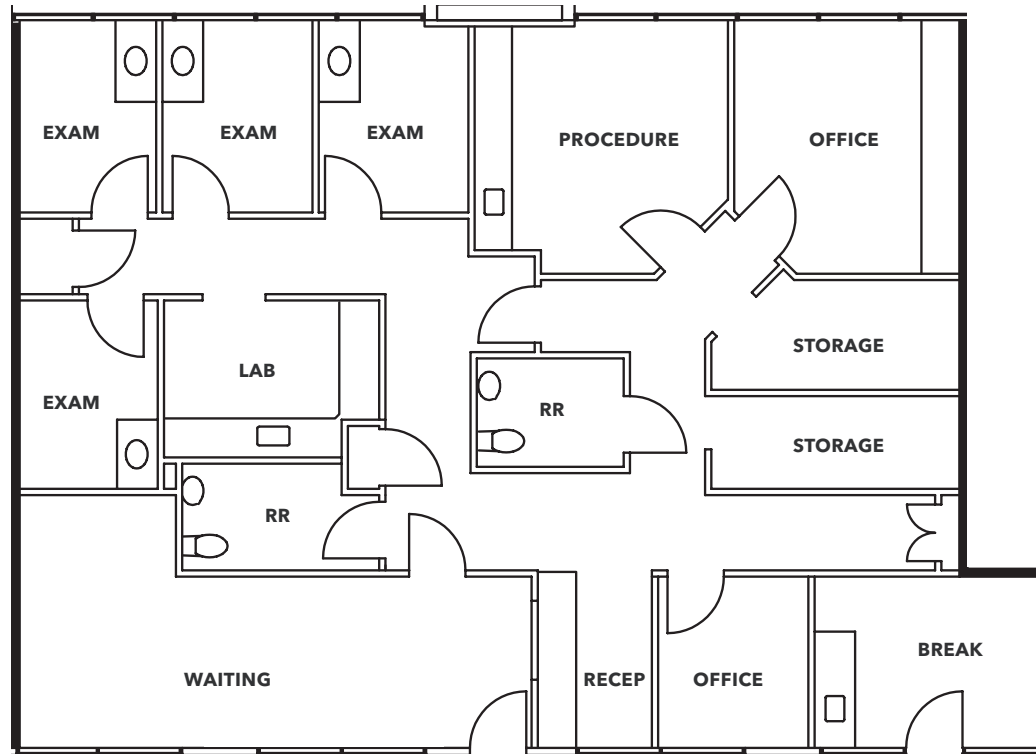 EXAM
EXAM
EXAM
PROCEDURE
OFFICE
STORAGE
LAB
EXAM
RR
STORAGE
RR
WAITING
RECEP
OFFICE
BREAK